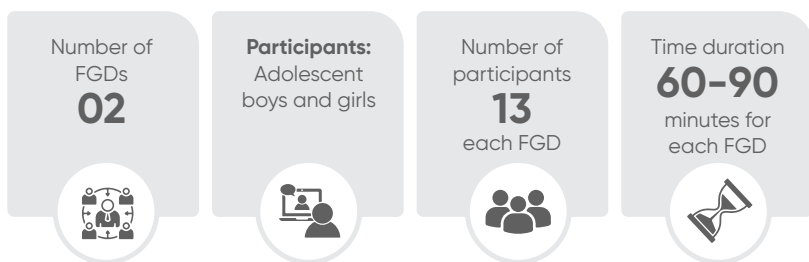 Number of
FGDs
02
Participants:
Adolescent
boys and girls
Number of
participants
13
each FGD
Time duration
60-90
minutes for
each FGD